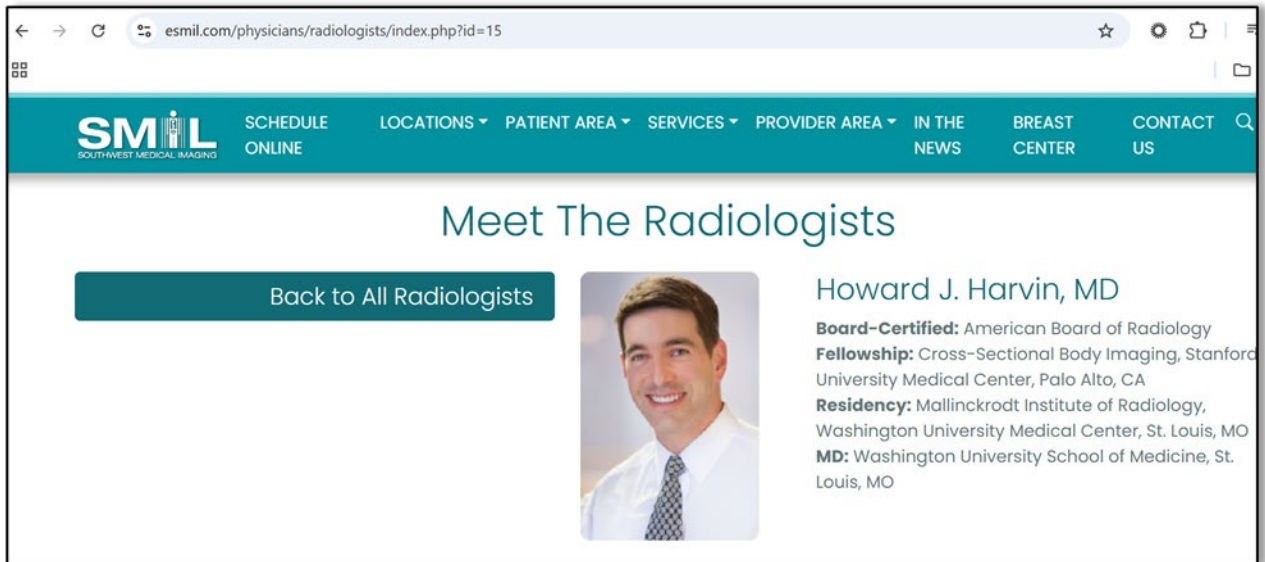 esmil.com/physicians/radiologists/index.php?id=15
SMIL
SOUTHWEST MEDICAL IMAGING
SCHEDULE
ONLINE
LOCATIONS
PATIENT AREA
SERVICES
PROVIDER AREA
IN THE
NEWS
BREAST
CENTER
CONTACT
US
Meet The Radiologists
Back to All Radiologists
Howard J. Harvin, MD
Board-Certified: American Board of Radiology
Fellowship: Cross-Sectional Body Imaging, Stanford
University Medical Center, Palo Alto, CA
Residency: Mallinckrodt Institute of Radiology,
Washington University Medical Center, St. Louis, MO
MD: Washington University School of Medicine, St.
Louis, MO